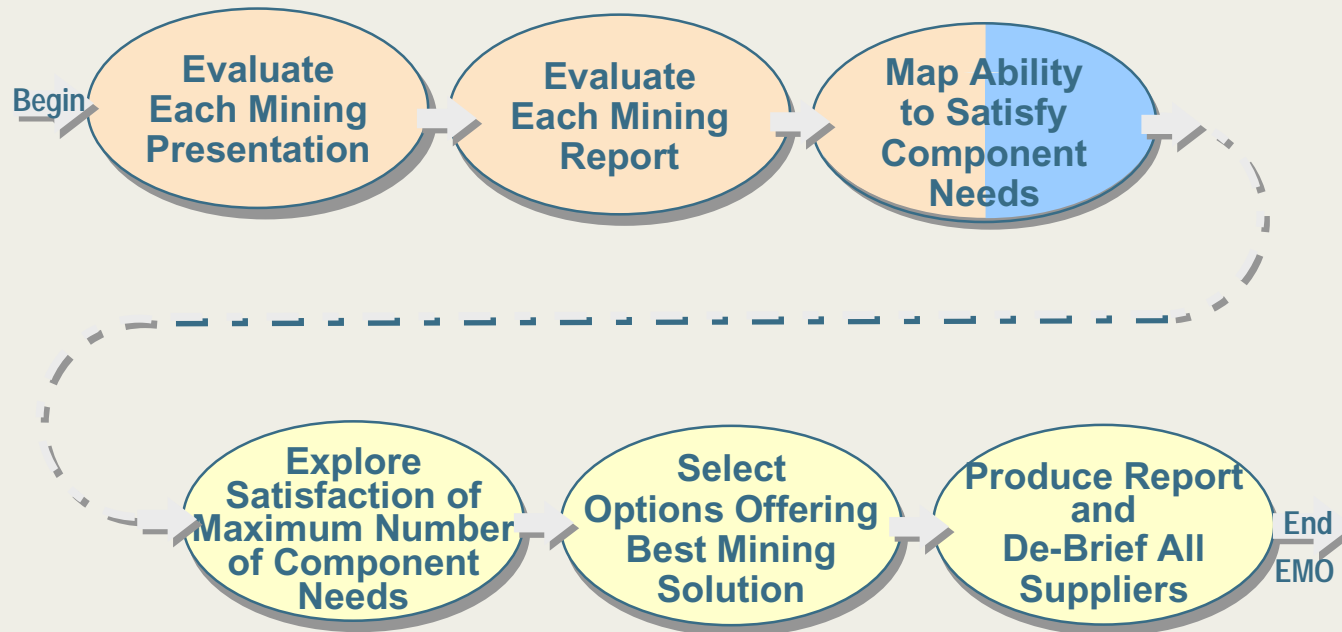 Begin
Evaluate
Each Mining
Presentation
Evaluate
Each Mining
Report
Map Ability
to Satisfy
Component
Needs
Explore
Satisfaction of
Maximum Number
of Component
Needs
Select
Options Offering
Best Mining
Solution
Produce Report
and
De-Brief All
Suppliers
End
EMO